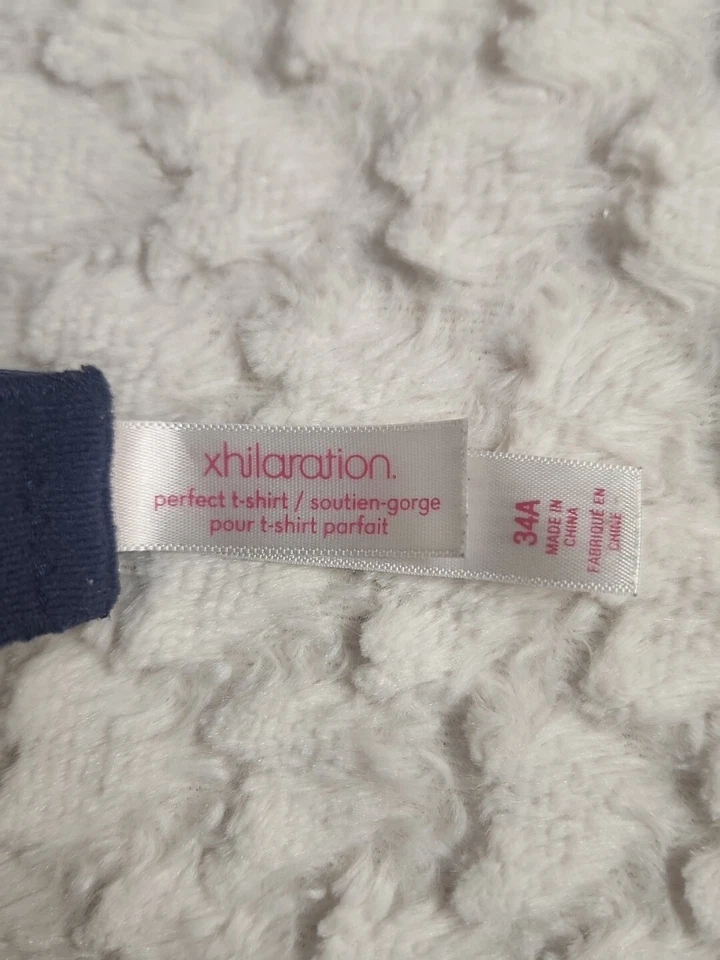 xhilaration.
perfect t-shirt / soutien-gorge
pour t-shirt parfait
34A
MADE IN
CHINA
FABRIQUÉ EN
CHINE